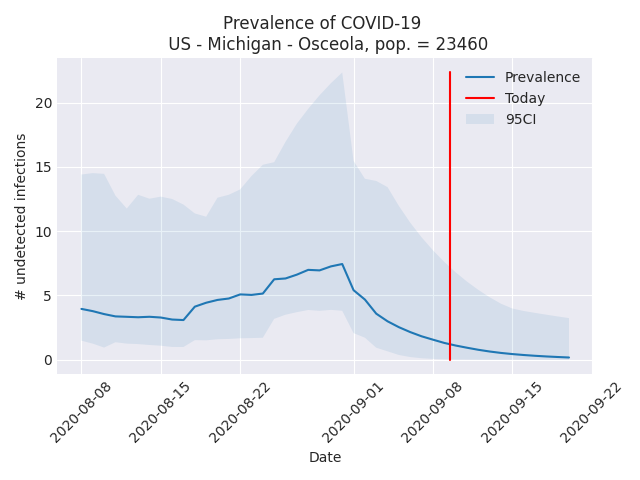 Prevalence of COVID-19
US - Michigan - Osceola, pop. = 23460
Prevalence
Today
95CI
# undetected infections
20
15
10
5
0
2020-08-08
2020-08-15
2020-08-22
2020-09-01
2020-09-08
2020-09-15
2020-09-22
Date